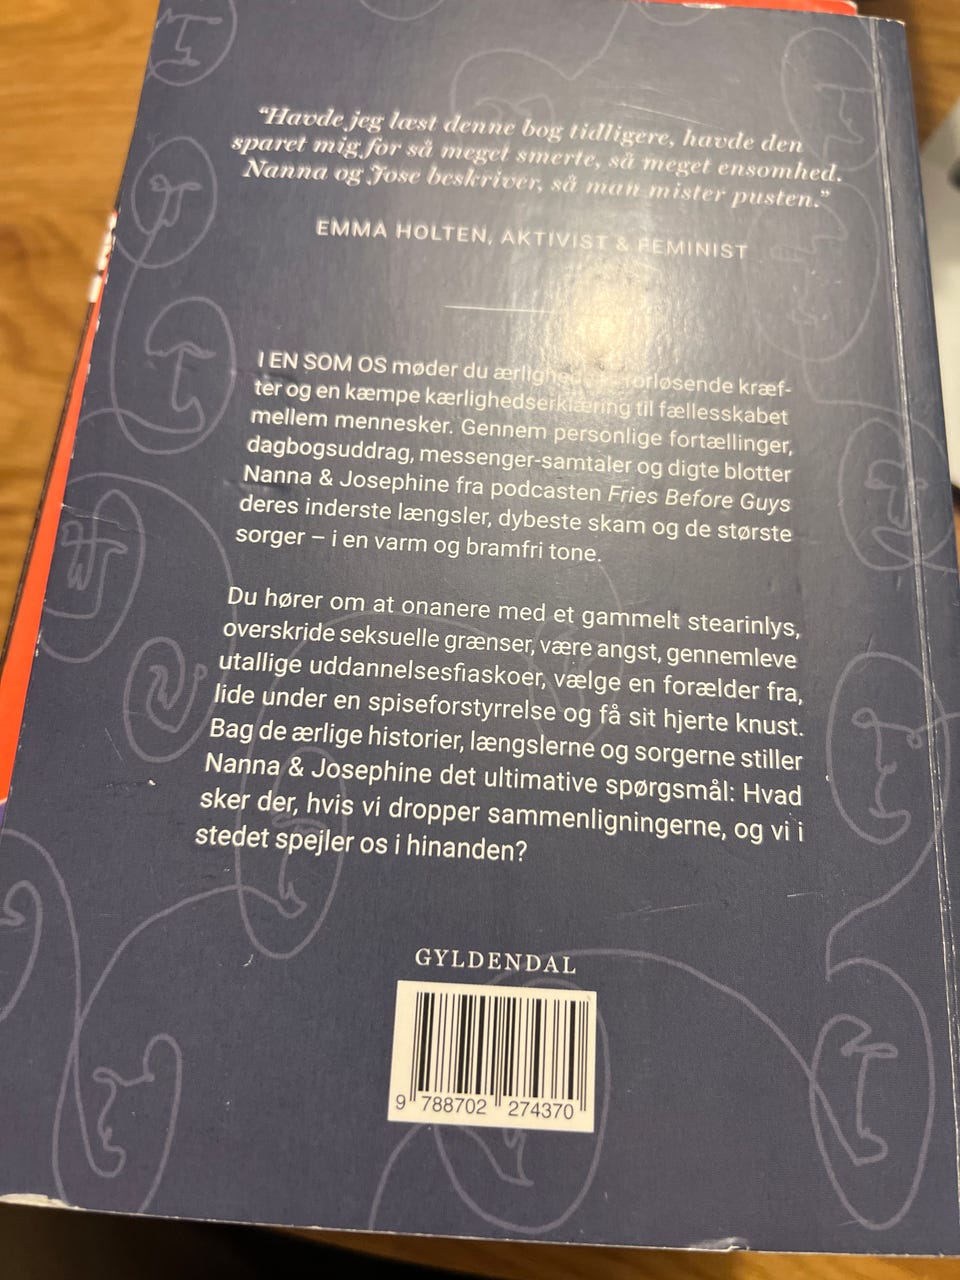 “Havde jeg læst denne bog tidligere, havde den
sparet mig for så meget smerte, så meget ensomhed.
Nanna og Jose beskriver, så man mister pusten.”
EMMA HOLTEN, AKTIVIST & FEMINIST
I EN SOM OS møder du ærlighedens forløsende kræf-
ter og en kæmpe kærlighedserklæring til fællesskabet
mellem mennesker. Gennem personlige fortællinger,
dagbogsuddrag, messenger-samtaler og digte blotter
Nanna & Josephine fra podcasten Fries Before Guys
deres inderste længsler, dybeste skam og de største
sorger – i en varm og bramfri tone.
Du hører om at onanere med et gammelt stearinlys,
overskride seksuelle grænser, være angst, gennemleve
utallige uddannelsesfiaskoer, vælge en forælder fra,
lide under en spiseforstyrrelse og få sit hjerte knust.
Bag de ærlige historier, længslerne og sorgerne stiller
Nanna & Josephine det ultimative spørgsmål: Hvad
sker der, hvis vi dropper sammenligningerne, og vi i
stedet spejler os i hinanden?
GYLDENDAL
9 788702 274370